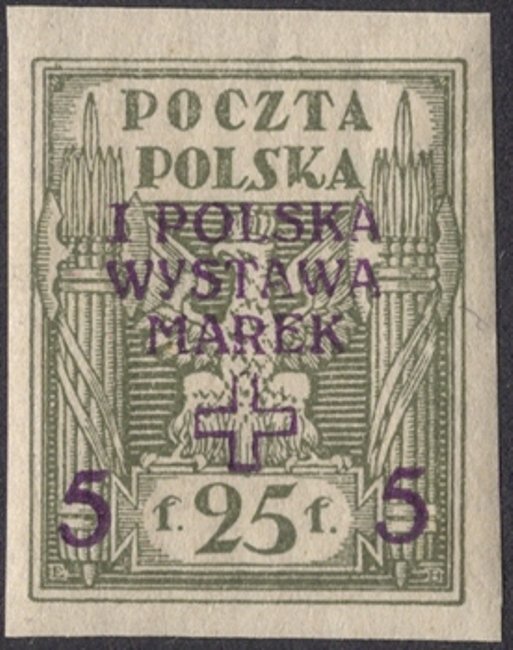 POCZTA
POLSKA
I POLSKA
WYSTAWA
MAREK
5 f. 25 f. 5